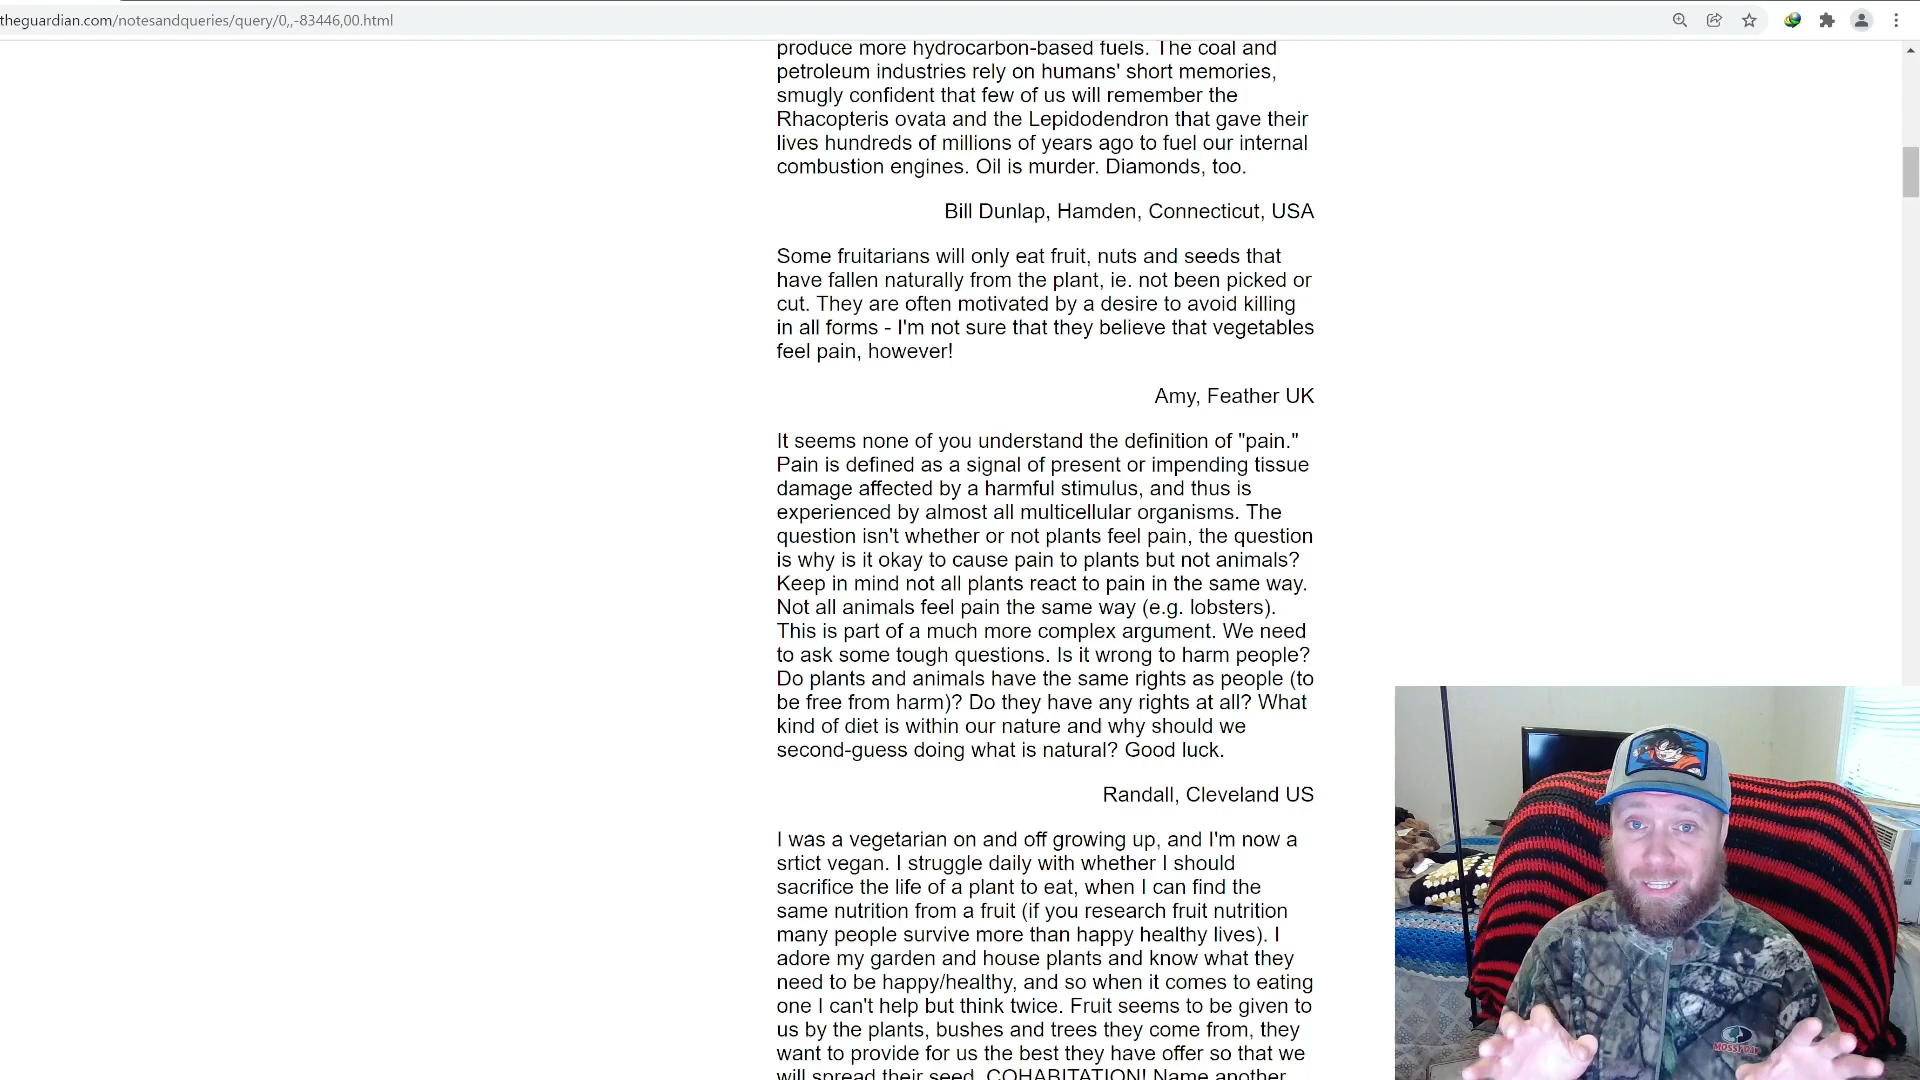 theguardian.com/notesandqueries/query/0,,-83446,00.html
produce more hydrocarbon-based fuels. The coal and
petroleum industries rely on humans' short memories,
smugly confident that few of us will remember the
Rhacopteris ovata and the Lepidodendron that gave their
lives hundreds of millions of years ago to fuel our internal
combustion engines. Oil is murder. Diamonds, too.
Bill Dunlap, Hamden, Connecticut, USA
Some fruitarians will only eat fruit, nuts and seeds that
have fallen naturally from the plant, ie. not been picked or
cut. They are often motivated by a desire to avoid killing
in all forms - I'm not sure that they believe that vegetables
feel pain, however!
Amy, Feather UK
It seems none of you understand the definition of "pain."
Pain is defined as a signal of present or impending tissue
damage affected by a harmful stimulus, and thus is
experienced by almost all multicellular organisms. The
question isn't whether or not plants feel pain, the question
is why is it okay to cause pain to plants but not animals?
Keep in mind not all plants react to pain in the same way.
Not all animals feel pain the same way (e.g. lobsters).
This is part of a much more complex argument. We need
to ask some tough questions. Is it wrong to harm people?
Do plants and animals have the same rights as people (to
be free from harm)? Do they have any rights at all? What
kind of diet is within our nature and why should we
second-guess doing what is natural? Good luck.
Randall, Cleveland US
I was a vegetarian on and off growing up, and I'm now a
srtict vegan. I struggle daily with whether I should
sacrifice the life of a plant to eat, when I can find the
same nutrition from a fruit (if you research fruit nutrition
many people survive more than happy healthy lives). I
adore my garden and house plants and know what they
need to be happy/healthy, and so when it comes to eating
one I can't help but think twice. Fruit seems to be given to
us by the plants, bushes and trees they come from, they
want to provide for us the best they have offer so that we
will spread their seed. COHABITATION! Name another
MOSSY OAK